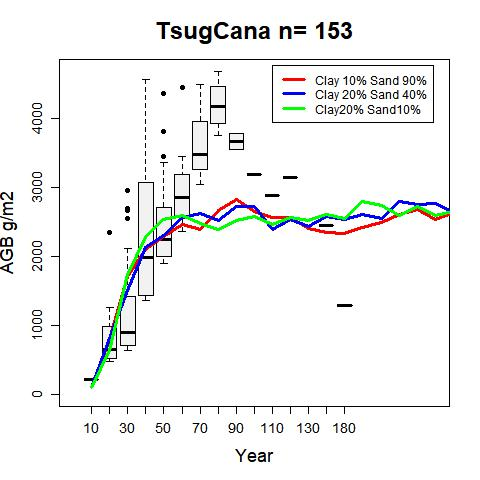 TsugCana n= 153
Clay 10% Sand 90%
Clay 20% Sand 40%
Clay20% Sand10%
AGB g/m2
4000
3000
2000
1000
0
10 30 50 70 90 110 130 180
Year